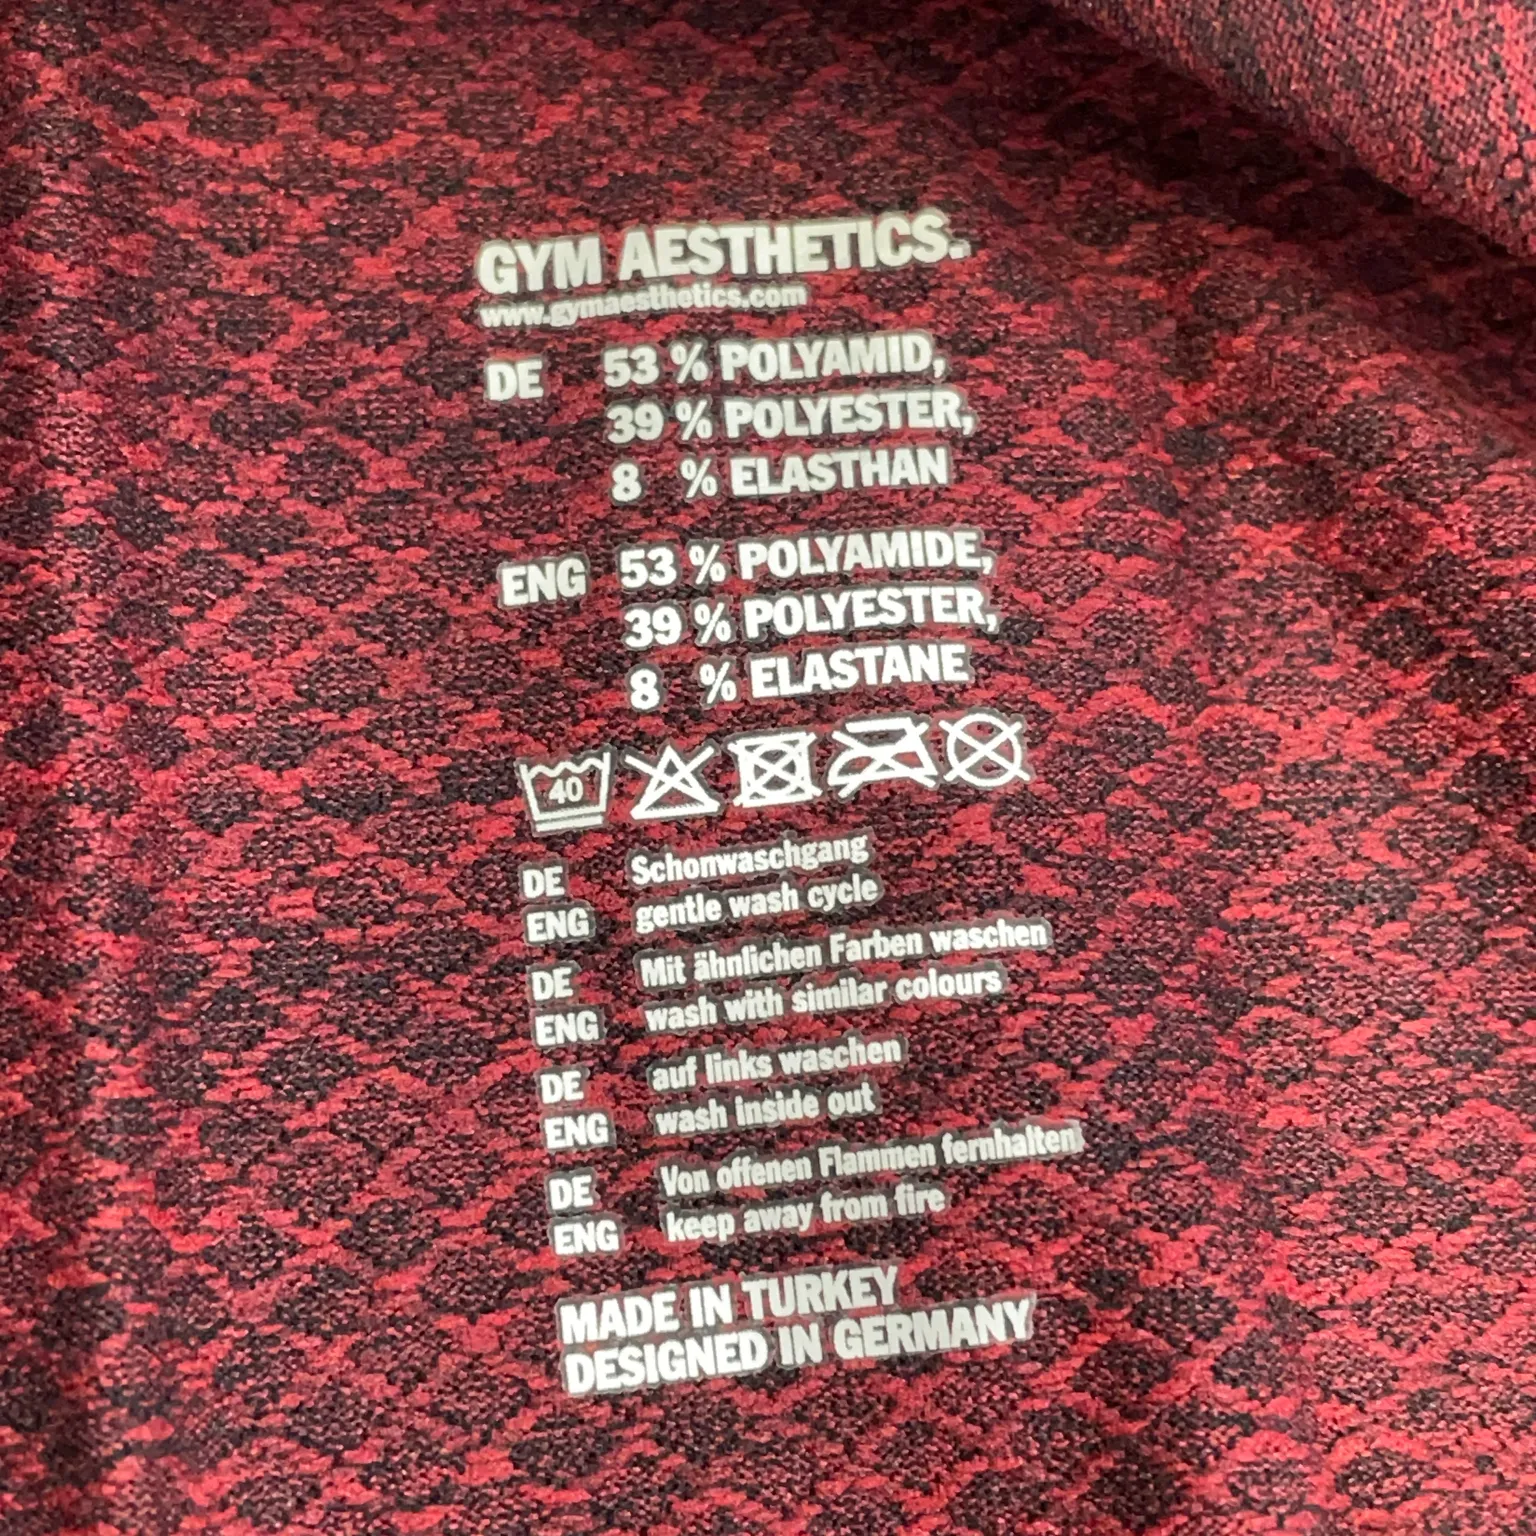 GYM AESTHETICS.
www.gymaesthetics.com
DE 53 % POLYAMID,
39 % POLYESTER,
8 % ELASTHAN
ENG 53 % POLYAMIDE,
39 % POLYESTER,
8 % ELASTANE
40
DE Schonwaschgang
ENG gentle wash cycle
DE Mit ähnlichen Farben waschen
ENG wash with similar colours
DE auf links waschen
ENG wash inside out
DE Von offenen Flammen fernhalten
ENG keep away from fire
MADE IN TURKEY
DESIGNED IN GERMANY